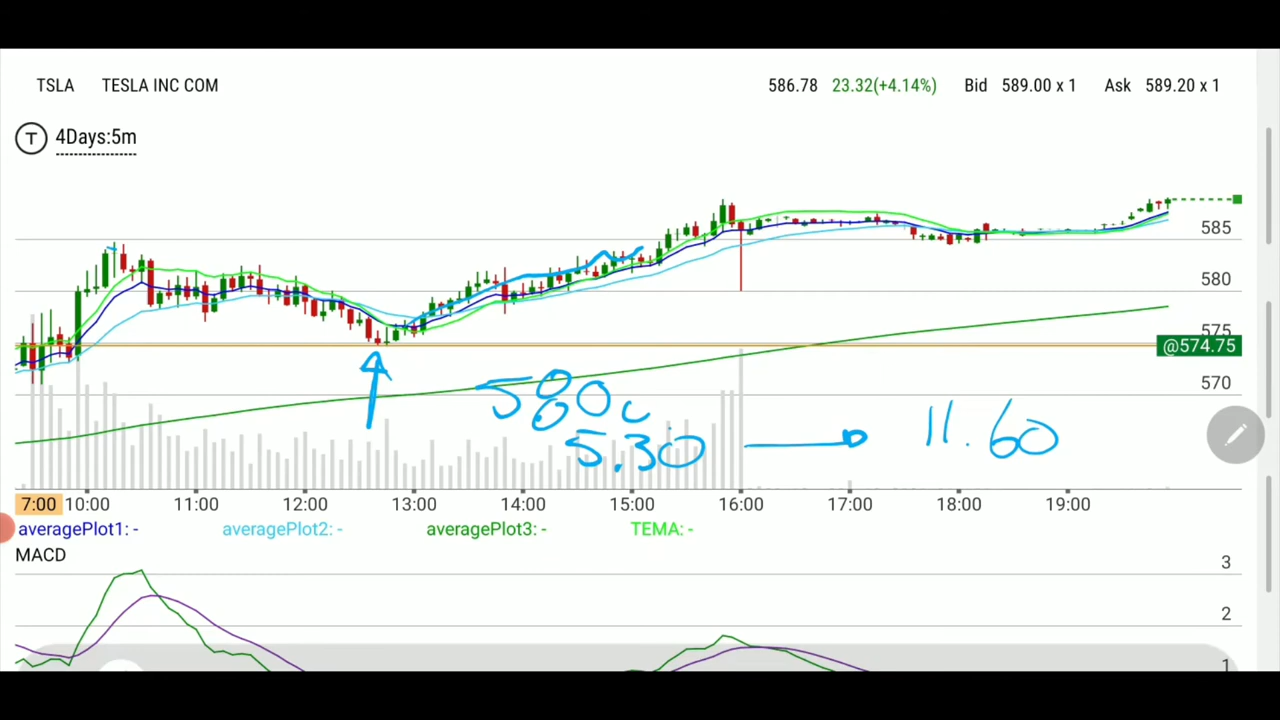 TSLA TESLA INC COM 586.78 23.32(+4.14%) Bid 589.00 x 1 Ask 589.20 x 1
T 4Days:5m
585
580
575
@574.75
570
580c
5.30 11.60
7:00 10:00 11:00 12:00 13:00 14:00 15:00 16:00 17:00 18:00 19:00
averagePlot1: - averagePlot2: - averagePlot3: - TEMA: -
MACD
3
2
1